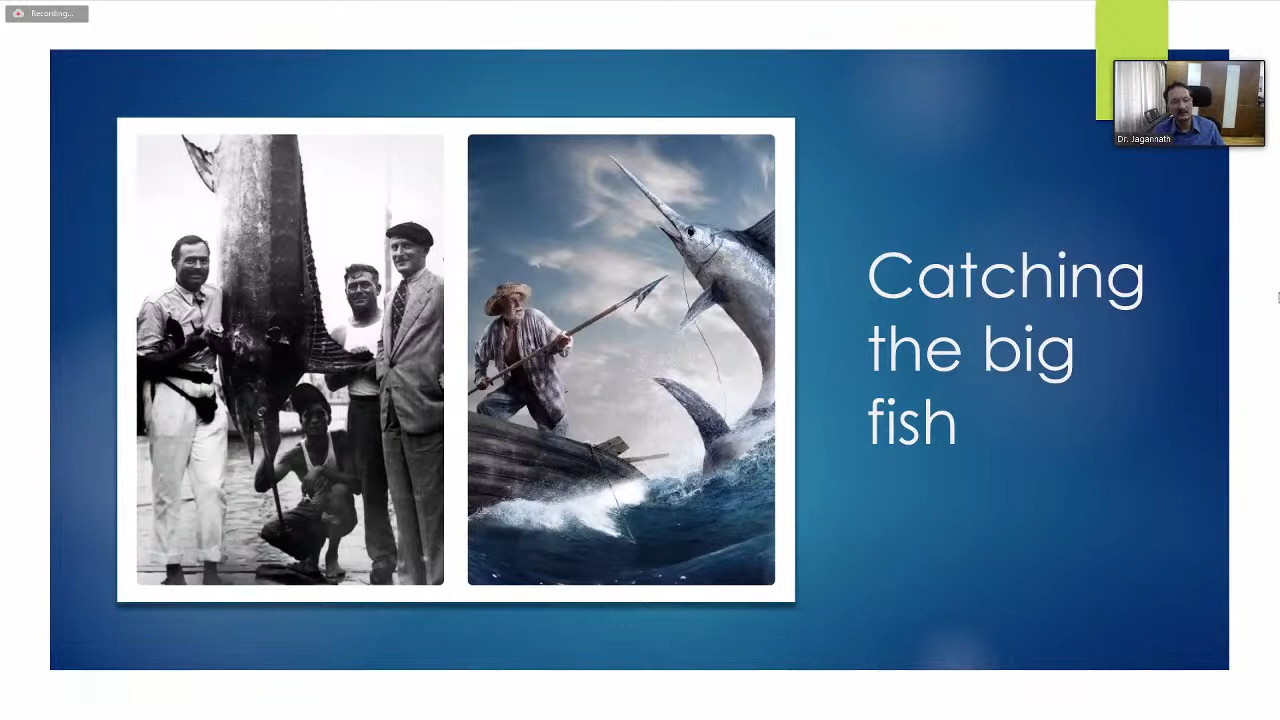 Recording...
Dr. Jagannath
Catching
the big
fish